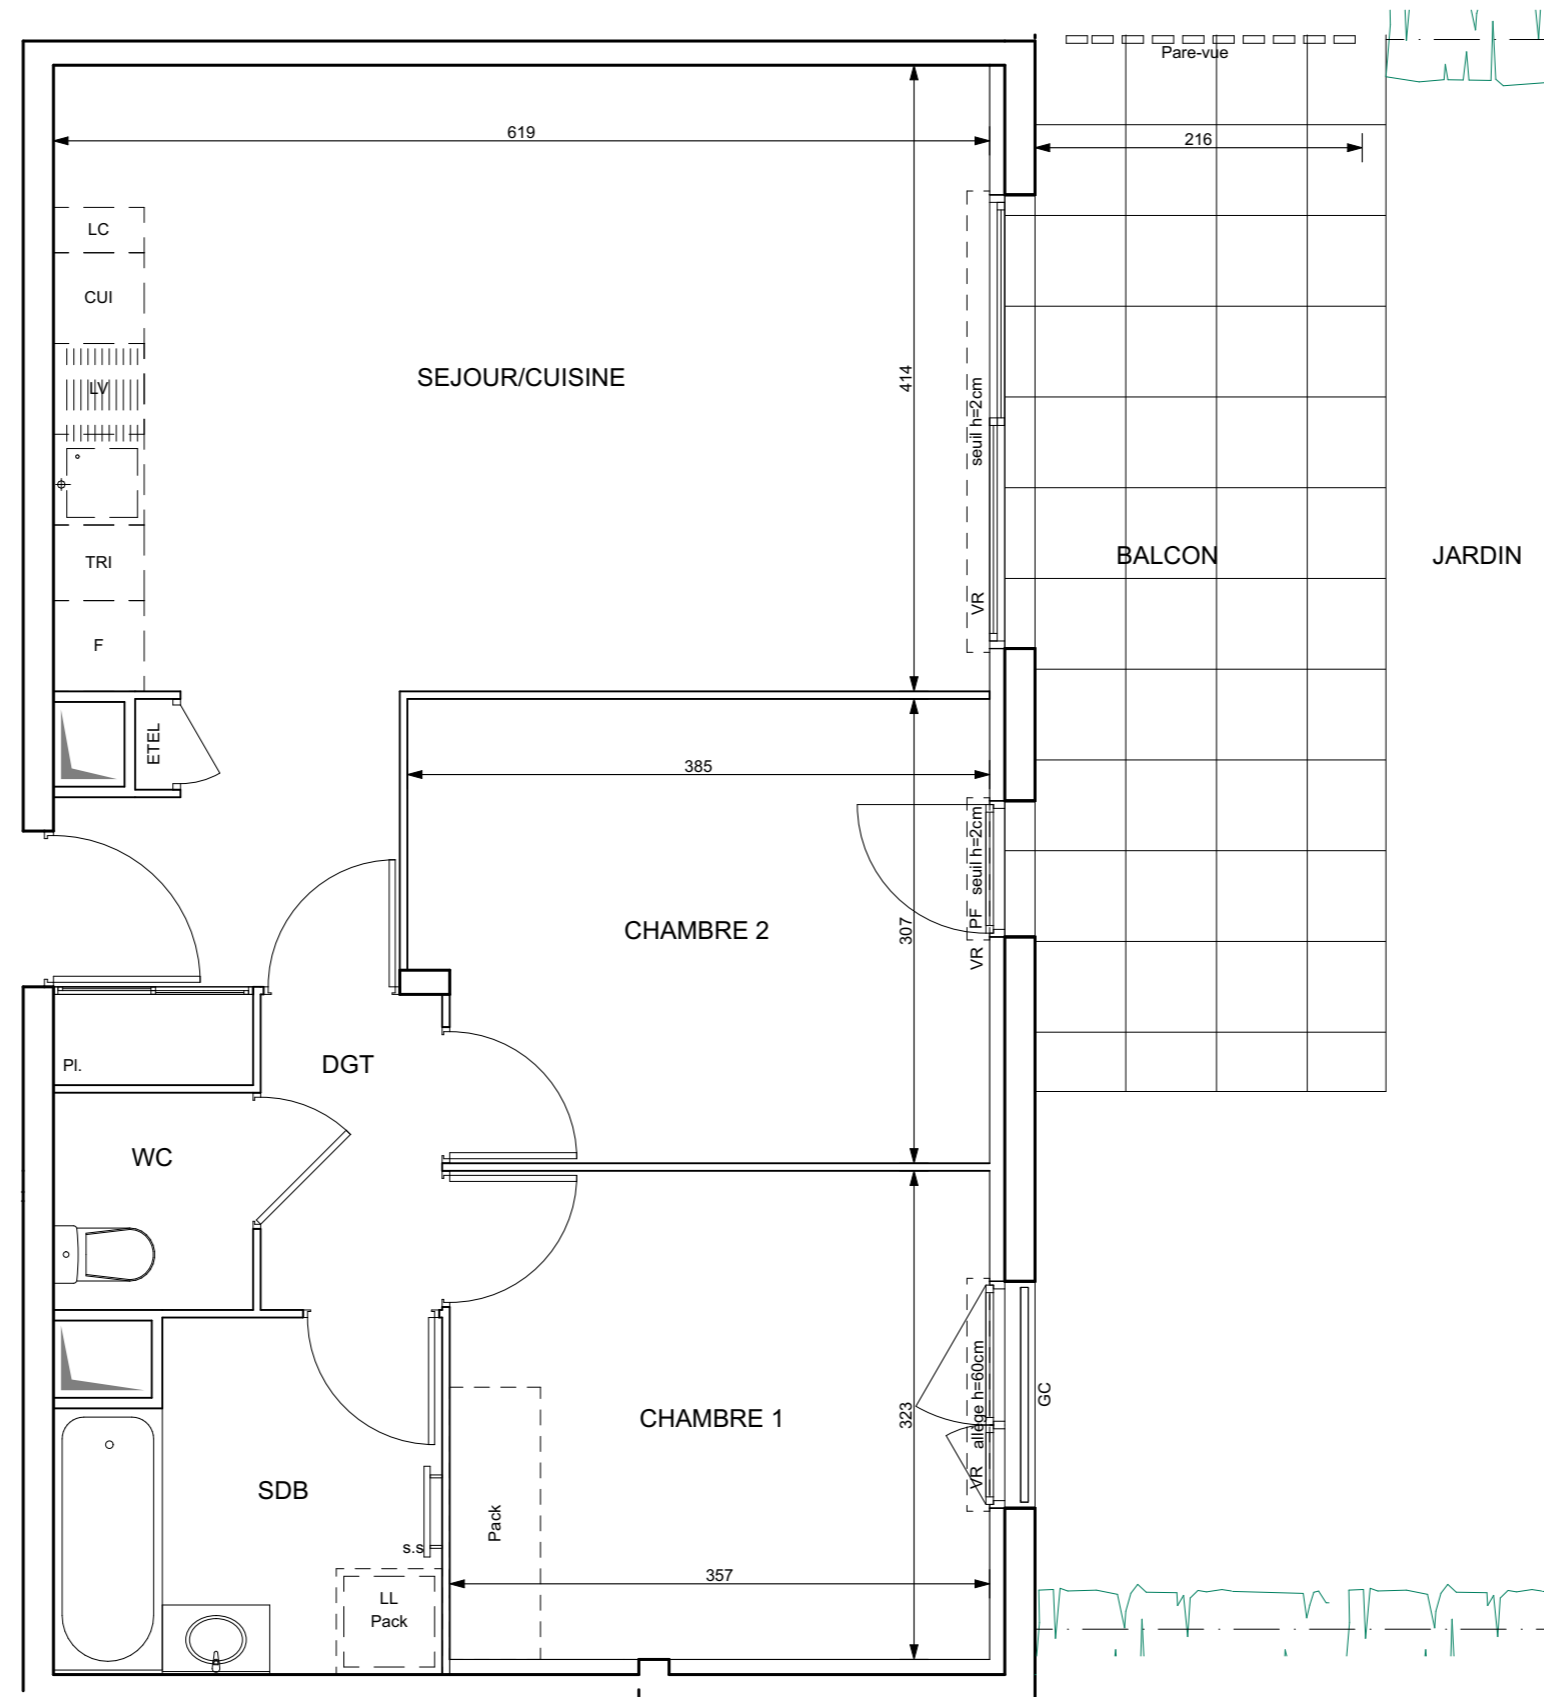 Pare-vue
619
216
LC
CUI
LV
SEJOUR/CUISINE
414
seuil h=2cm
VR
TRI
F
BALCON
JARDIN
ETEL
385
CHAMBRE 2
307
VR PF seuil h=2cm
Pl.
DGT
WC
CHAMBRE 1
323
VR allège h=60cm
GC
SDB
Pack
s.s
LL
Pack
357